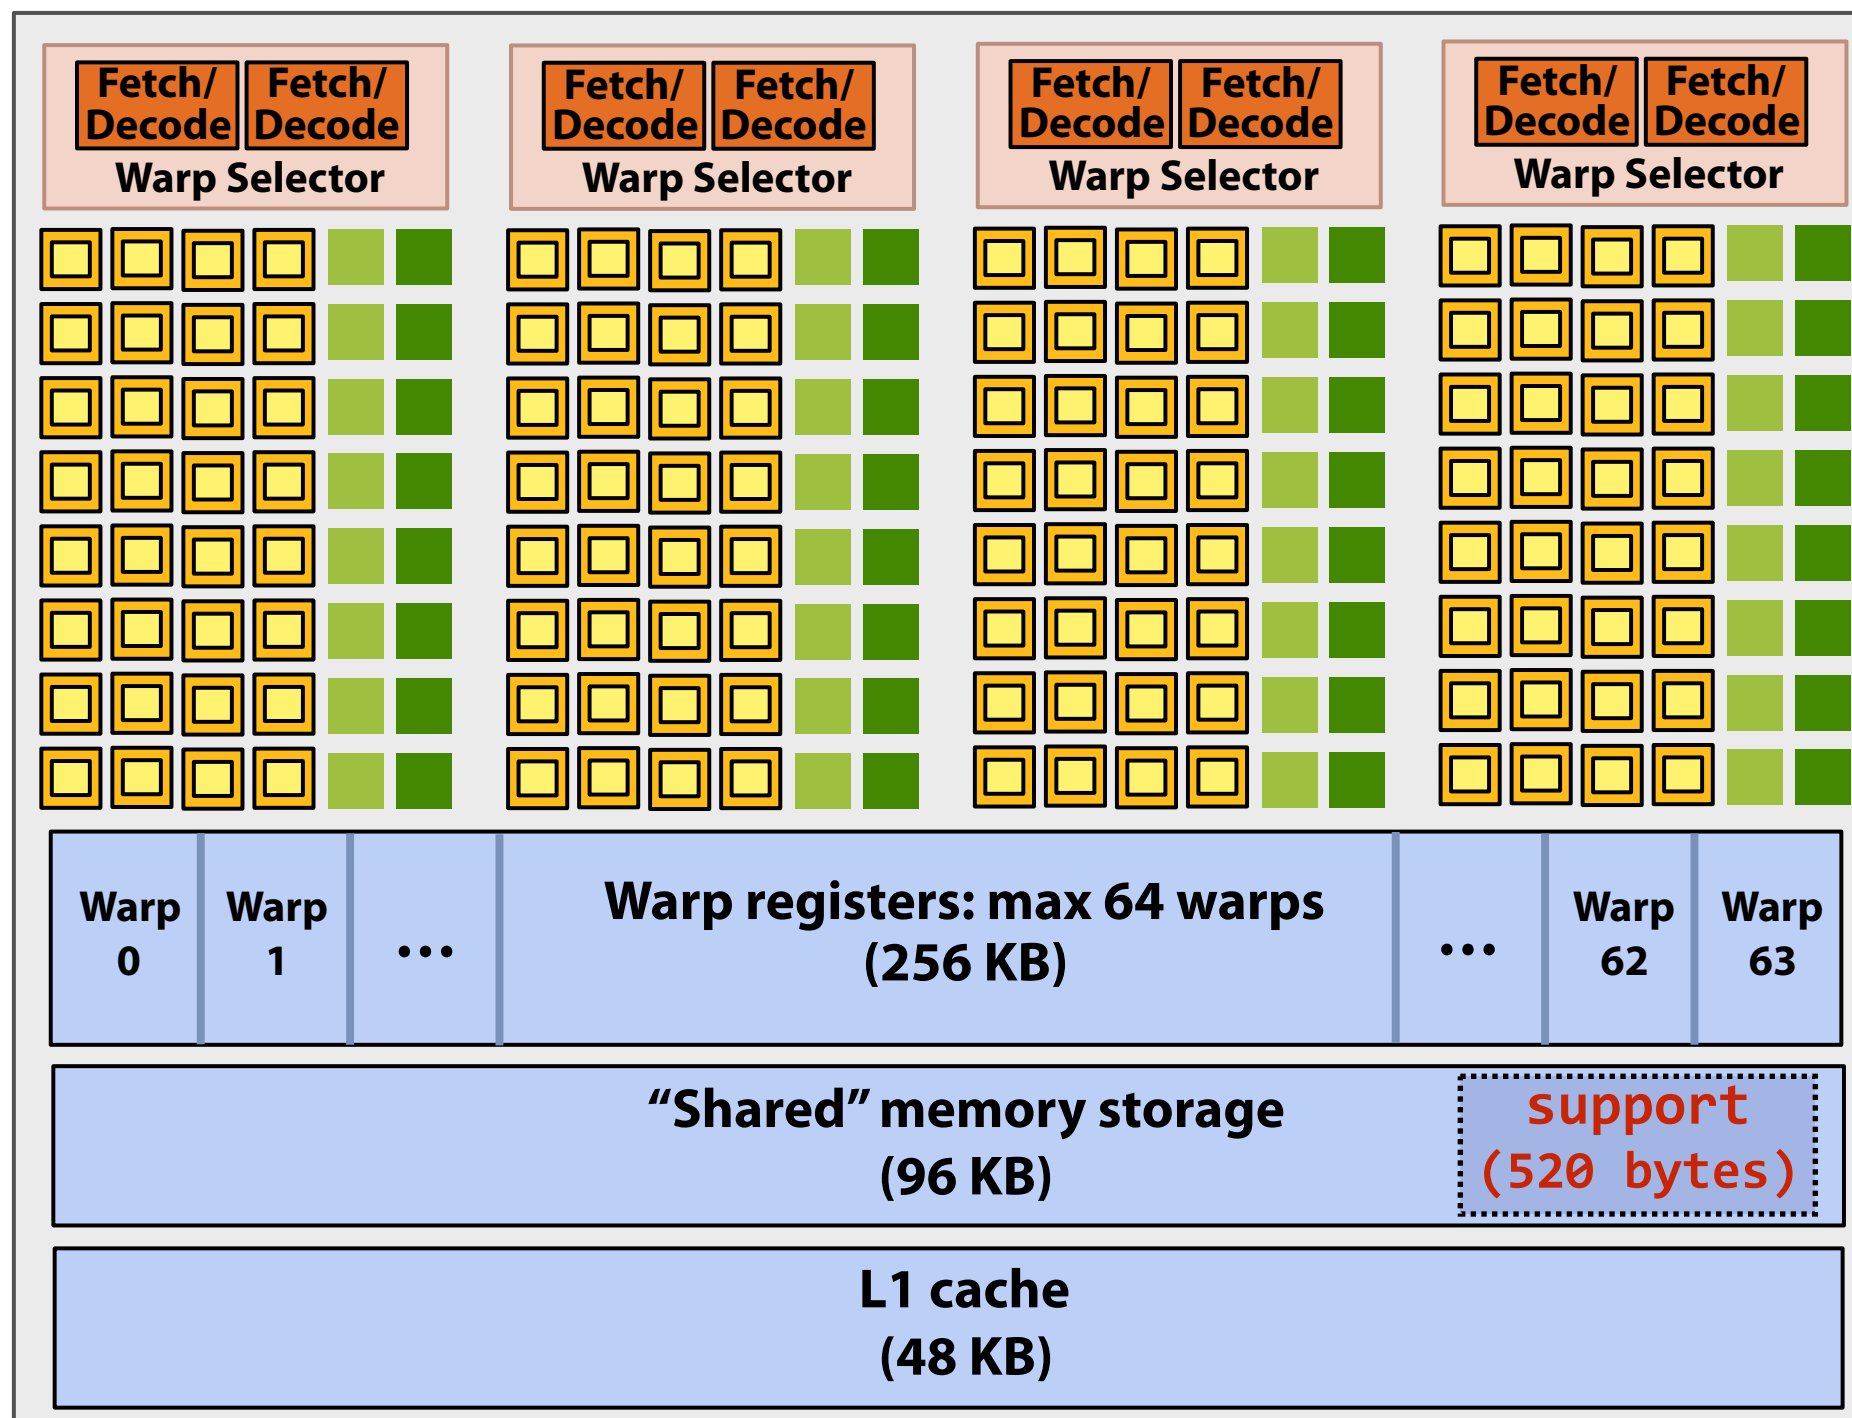 Fetch/ Fetch/ Fetch/ Fetch/ Fetch/ Fetch/ Fetch/ Fetch/
Decode Decode Decode Decode Decode Decode Decode Decode
Warp Selector Warp Selector Warp Selector Warp Selector
Warp Warp Warp registers: max 64 warps Warp Warp
0 1 ... (256 KB) ... 62 63
“Shared” memory storage support
(96 KB) (520 bytes)
L1 cache
(48 KB)